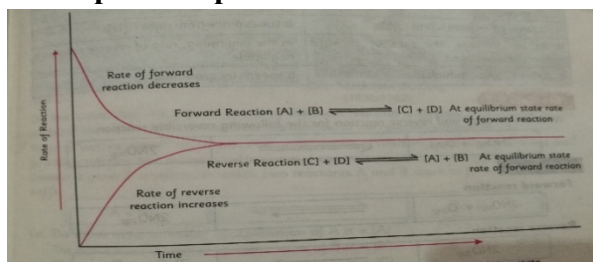 Rate of forward
reaction decreases
Forward Reaction [A] + [B] ⇌ [C] + [D] At equilibrium state rate
of forward reaction
Rate of Reaction
Reverse Reaction [C] + [D] ⇌ [A] + [B] At equilibrium state
rate of forward reaction
Rate of reverse
reaction increases
Time